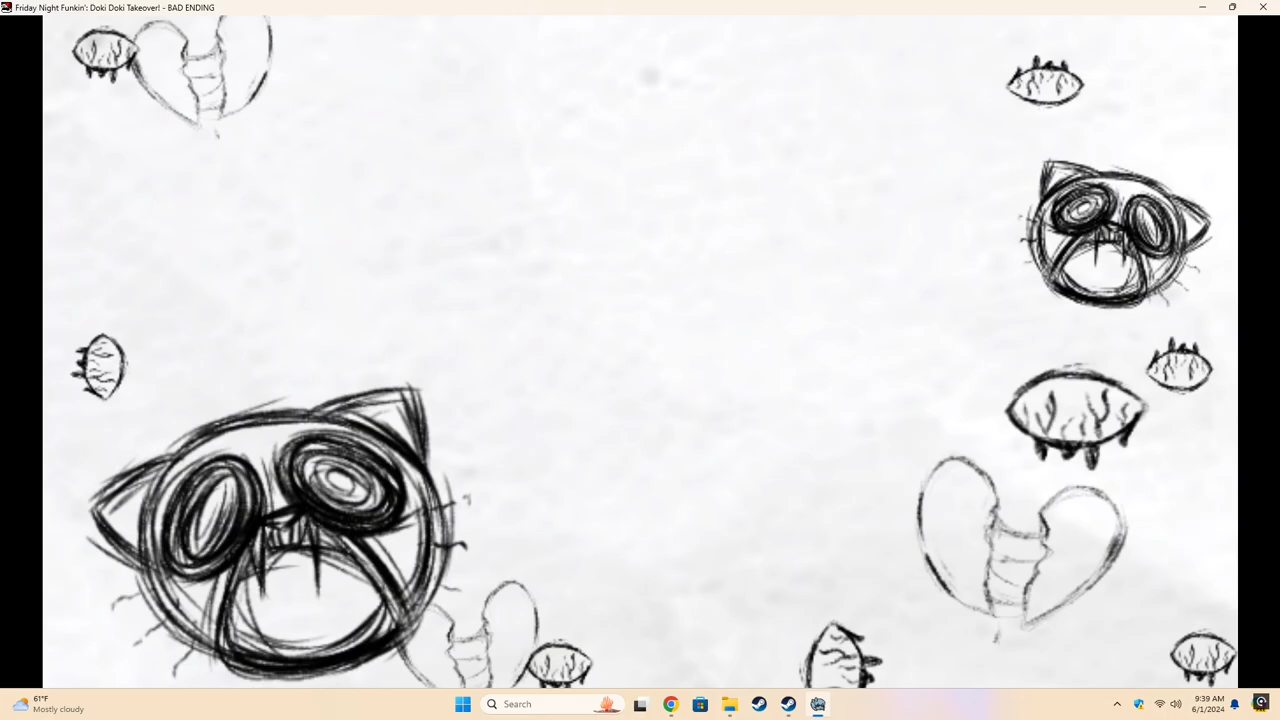 Friday Night Funkin': Doki Doki Takeover! - BAD ENDING
61°F
Mostly cloudy
Search
9:39 AM
6/1/2024